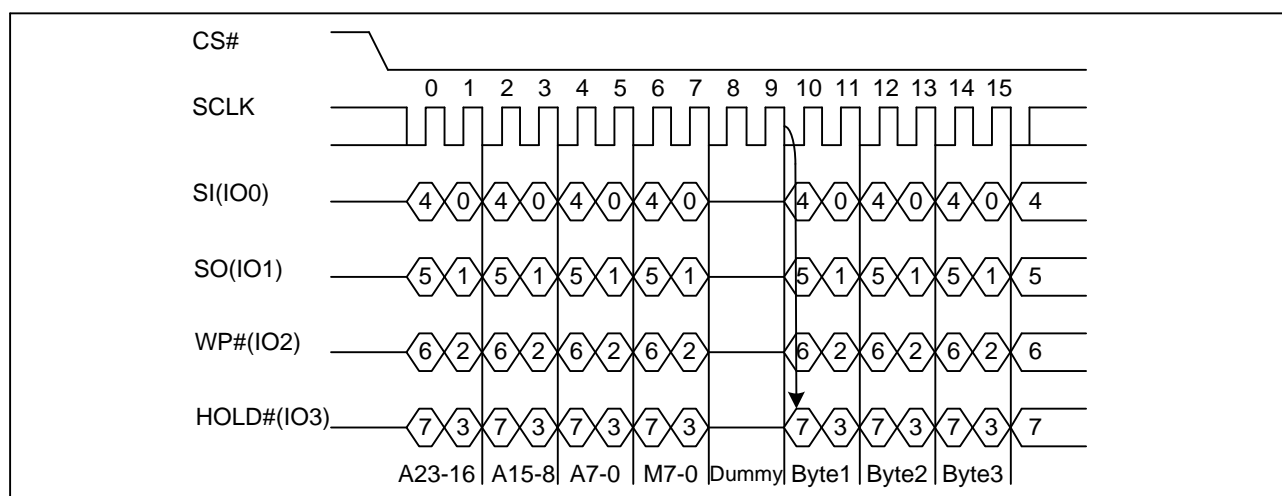 CS#
0 1 2 3 4 5 6 7 8 9 10 11 12 13 14 15
SCLK
SI(IO0) 4 0 4 0 4 0 4 0 4 0 4 0 4 0 4
SO(IO1) 5 1 5 1 5 1 5 1 5 1 5 1 5 1 5
WP#(IO2) 6 2 6 2 6 2 6 2 6 2 6 2 6 2 6
HOLD#(IO3) 7 3 7 3 7 3 7 3 7 3 7 3 7 3 7
A23-16 A15-8 A7-0 M7-0 Dummy Byte1 Byte2 Byte3